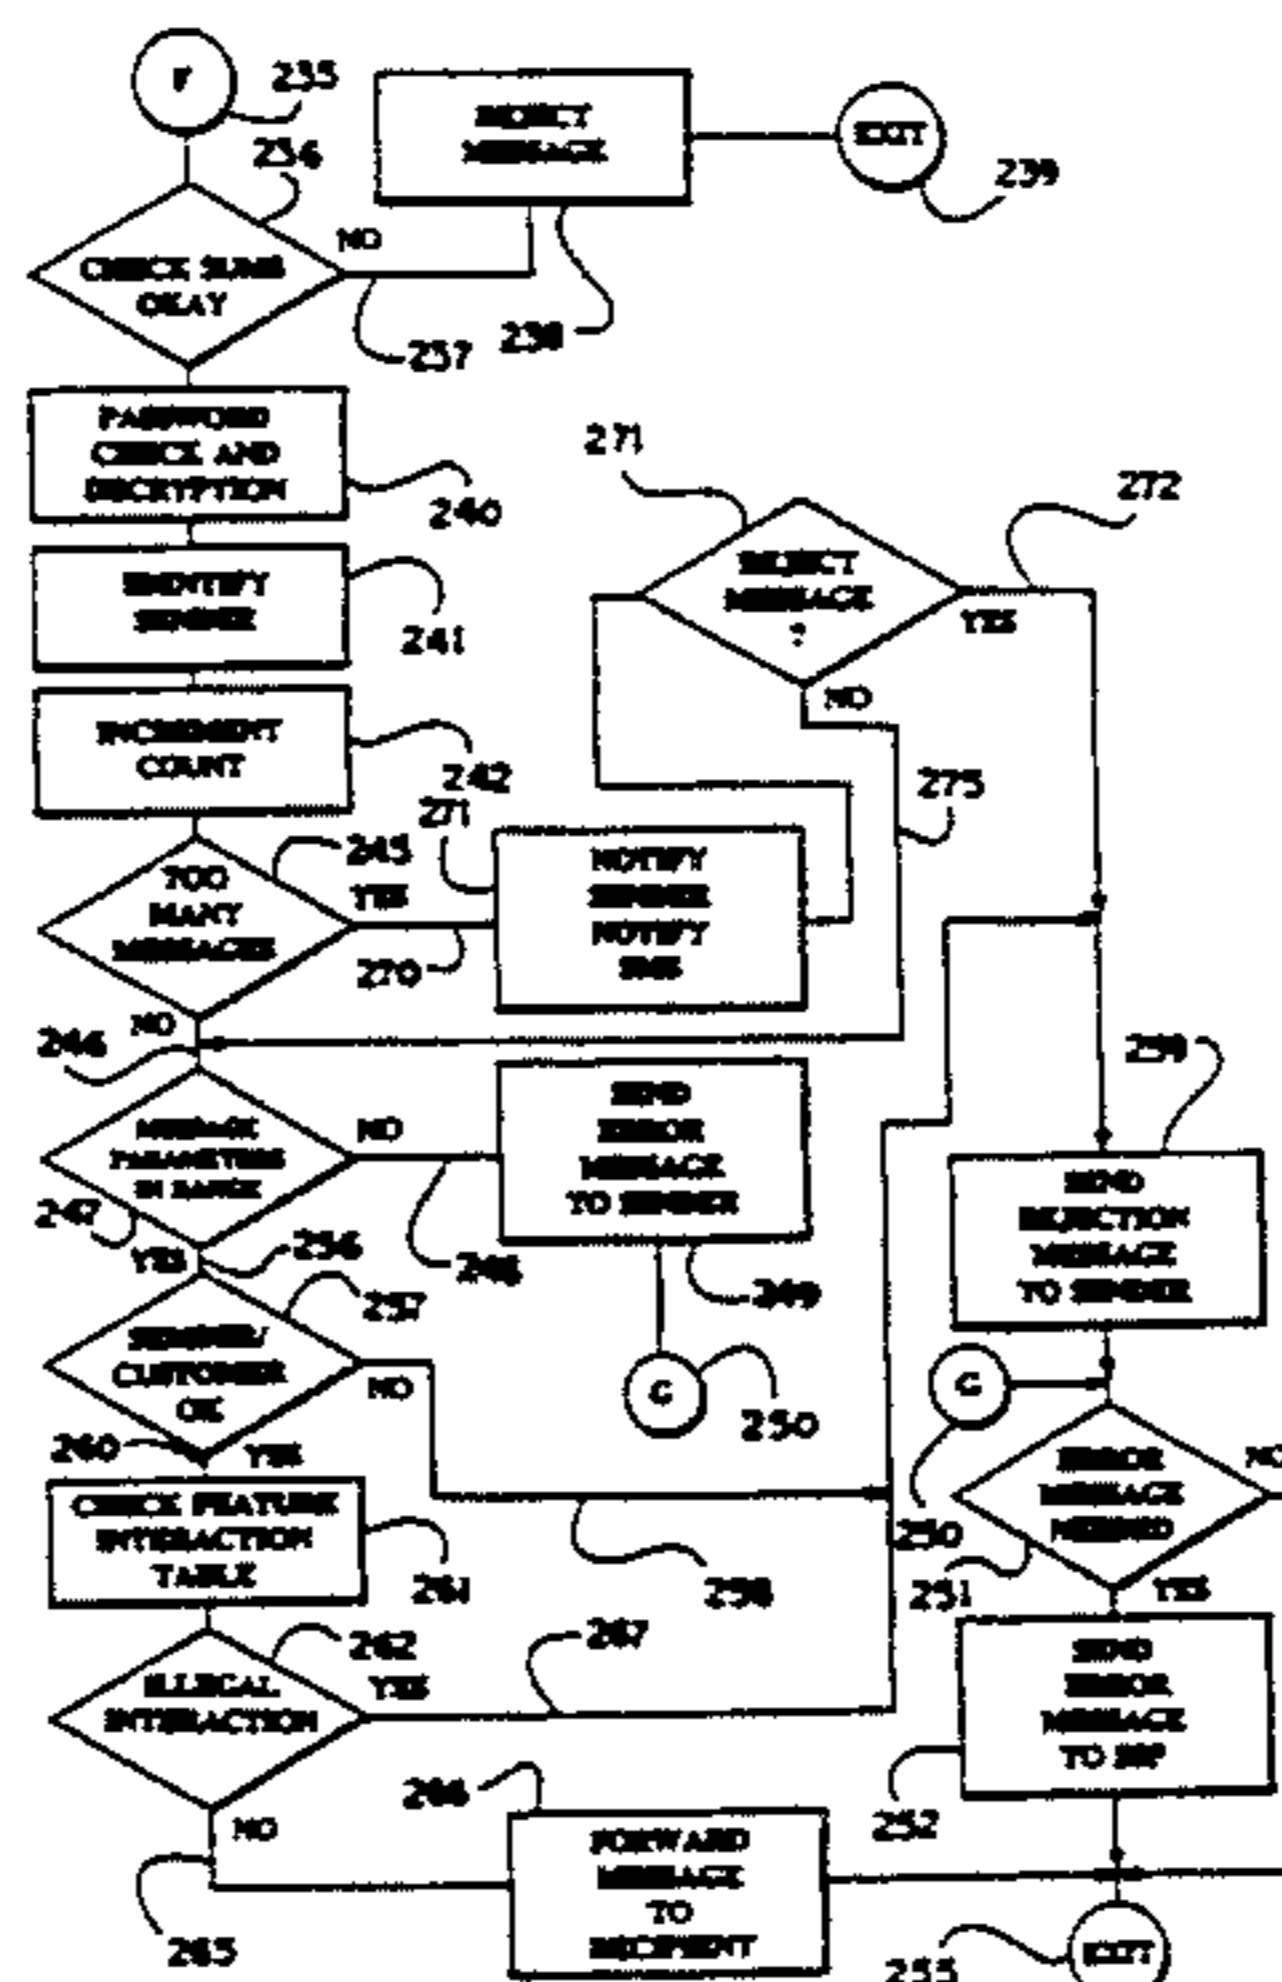 F
235
236
CHECK SUMS
OKAY
NO
237
REJECT
MESSAGE
238
EXIT
239
PASSWORD
CHECK AND
DECRYPTION
240
IDENTIFY
SENDER
241
INCREMENT
COUNT
242
TOO
MANY
MESSAGES
245
YES
270
NO
246
271
NOTIFY
SENDER
NOTIFY
271
REJECT
MESSAGE
?
YES
272
NO
275
MESSAGE
PARAMETERS
IN RANGE
247
NO
248
YES
256
SEND
ERROR
MESSAGE
TO SENDER
249
G
250
SENDER/
CUSTOMER
OK
257
NO
258
260
YES
CHECK FEATURE
INTERACTION
TABLE
261
ILLEGAL
INTERACTION
262
YES
267
NO
265
FORWARD
MESSAGE
TO
RECIPIENT
266
SEND
REJECTION
MESSAGE
TO SENDER
259
G
250
ERROR
MESSAGE
NEEDED
251
NO
YES
SEND
ERROR
MESSAGE
252
EXIT
255